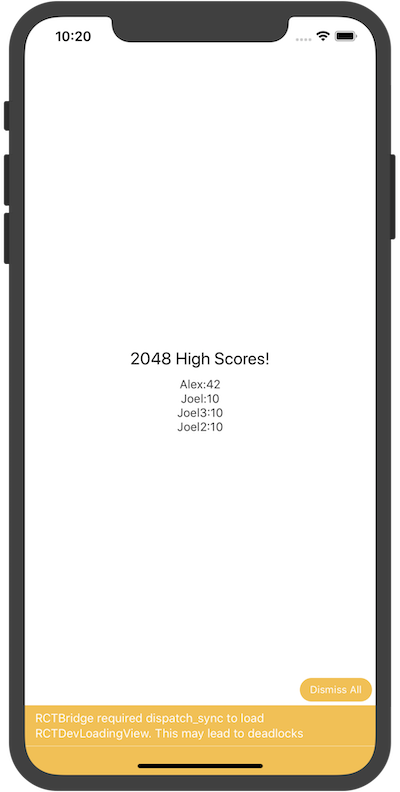 10:20
2048 High Scores!
Alex:42
Joel:10
Joel3:10
Joel2:10
Dismiss All
RCTBridge required dispatch_sync to load
RCTDevLoadingView. This may lead to deadlocks